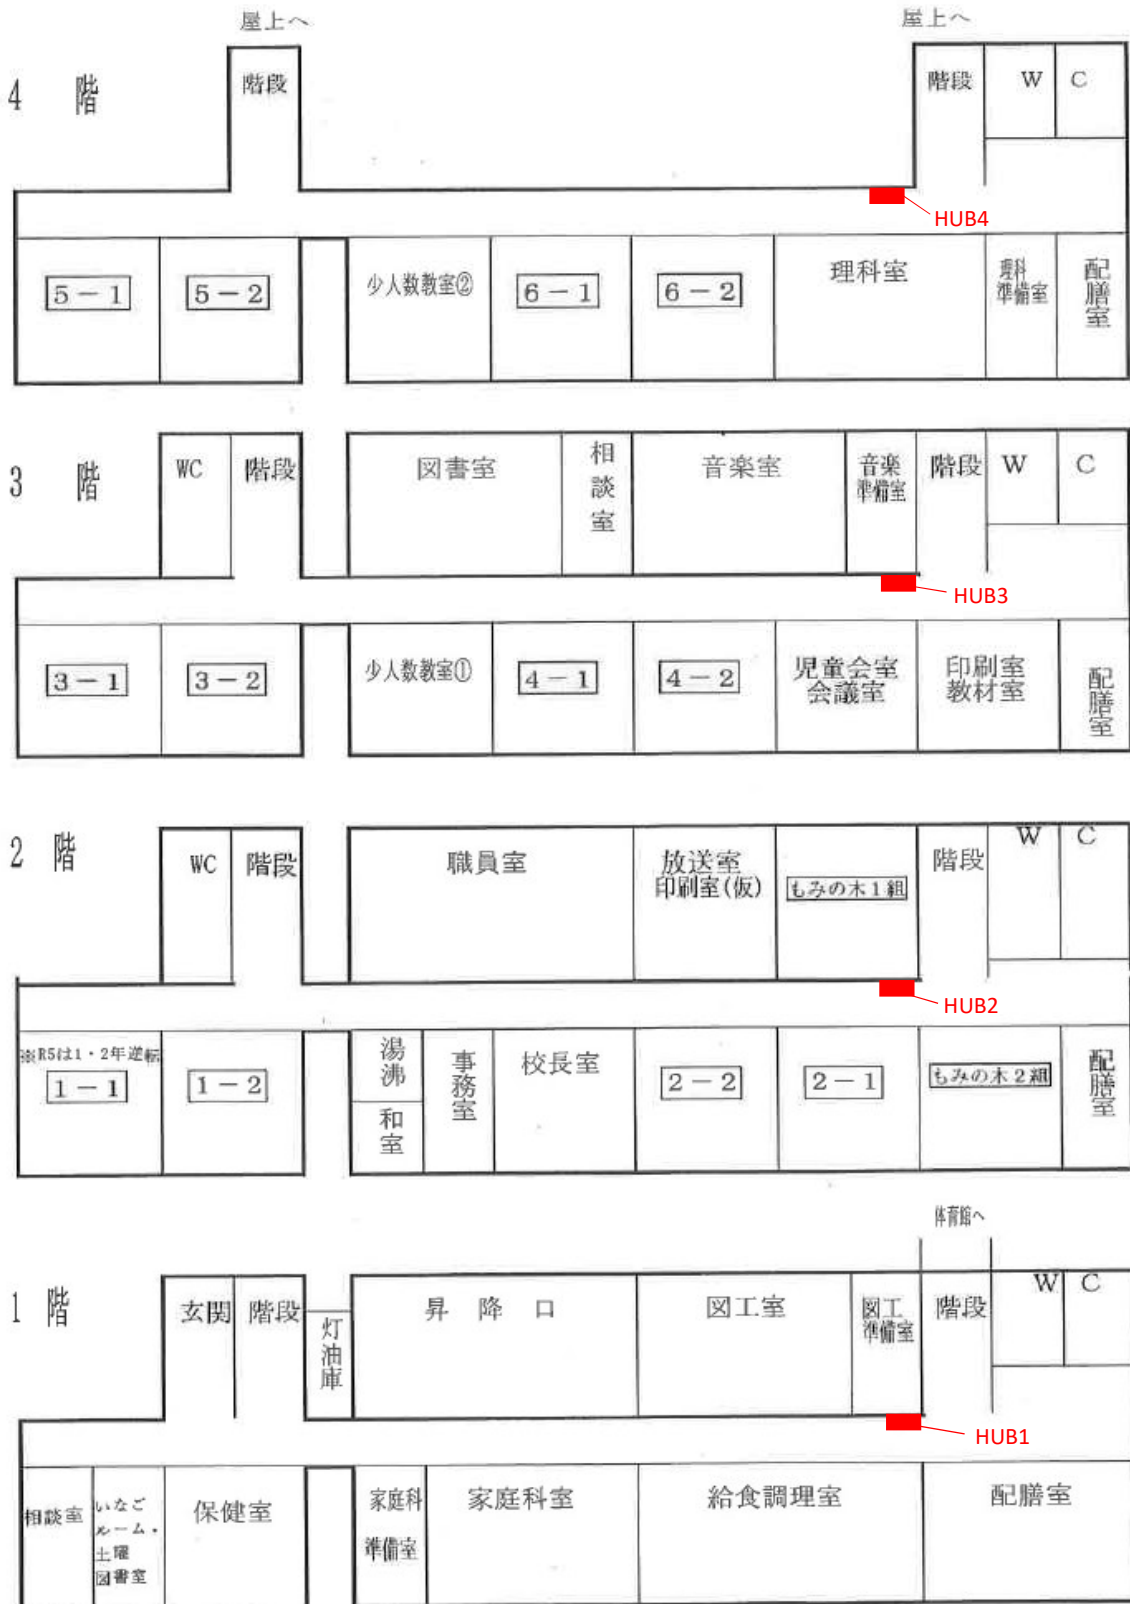 屋上へ
屋上へ
4 階
階段
階段
W
C
HUB4
5－1
5－2
少人数教室②
6－1
6－2
理科室
理科
準備室
配膳室
3 階
WC
階段
図書室
相談室
音楽室
音楽
準備室
階段
W
C
HUB3
3－1
3－2
少人数教室①
4－1
4－2
児童会室
会議室
印刷室
教材室
配膳室
2 階
WC
階段
職員室
放送室
印刷室(仮)
もみの木1組
階段
W
C
HUB2
※R5は1・2年逆転
1－1
1－2
湯沸
和室
事務室
校長室
2－2
2－1
もみの木2組
配膳室
体育館へ
1 階
玄関
階段
灯油庫
昇降口
図工室
図工
準備室
階段
W
C
HUB1
相談室
いなご
ルーム・
土曜
図書室
保健室
家庭科
準備室
家庭科室
給食調理室
配膳室